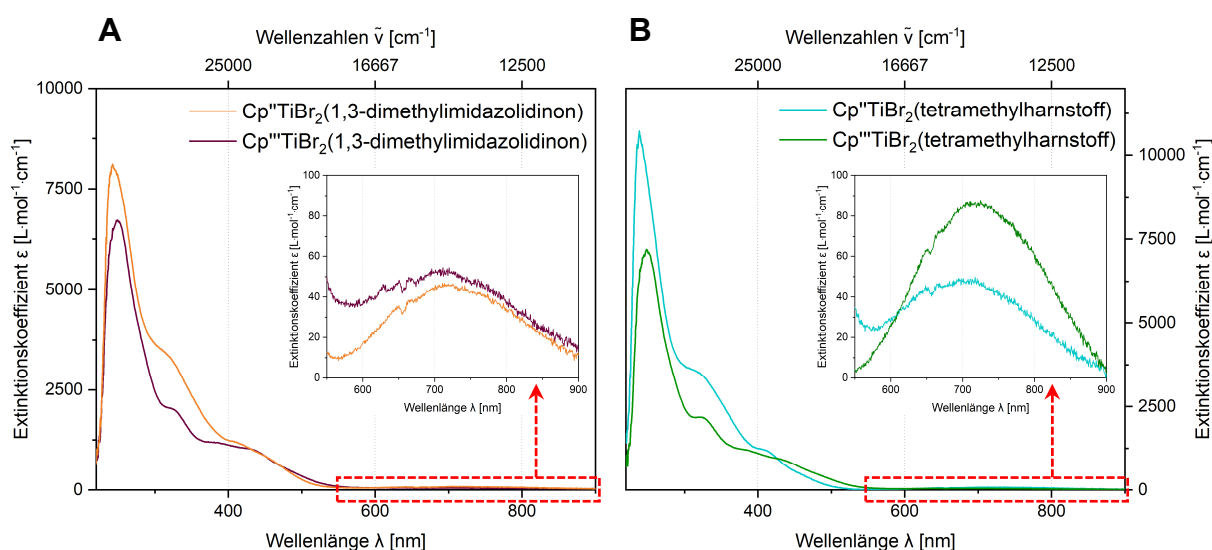 A
Wellenzahlen ṽ [cm⁻¹]
25000 16667 12500
10000
7500
5000
2500
0
Extinktionskoeffizient ε [L·mol⁻¹·cm⁻¹]
Cp''TiBr₂(1,3-dimethylimidazolidinon)
Cp'''TiBr₂(1,3-dimethylimidazolidinon)
100
80
60
40
20
0
Extinktionskoeffizient ε [L·mol⁻¹·cm⁻¹]
600 700 800 900
Wellenlänge λ [nm]
400 600 800
Wellenlänge λ [nm]
B
Wellenzahlen ṽ [cm⁻¹]
25000 16667 12500
Cp''TiBr₂(tetramethylharnstoff)
Cp'''TiBr₂(tetramethylharnstoff)
100
80
60
40
20
0
Extinktionskoeffizient ε [L·mol⁻¹·cm⁻¹]
600 700 800 900
Wellenlänge λ [nm]
10000
7500
5000
2500
0
Extinktionskoeffizient ε [L·mol⁻¹·cm⁻¹]
400 600 800
Wellenlänge λ [nm]